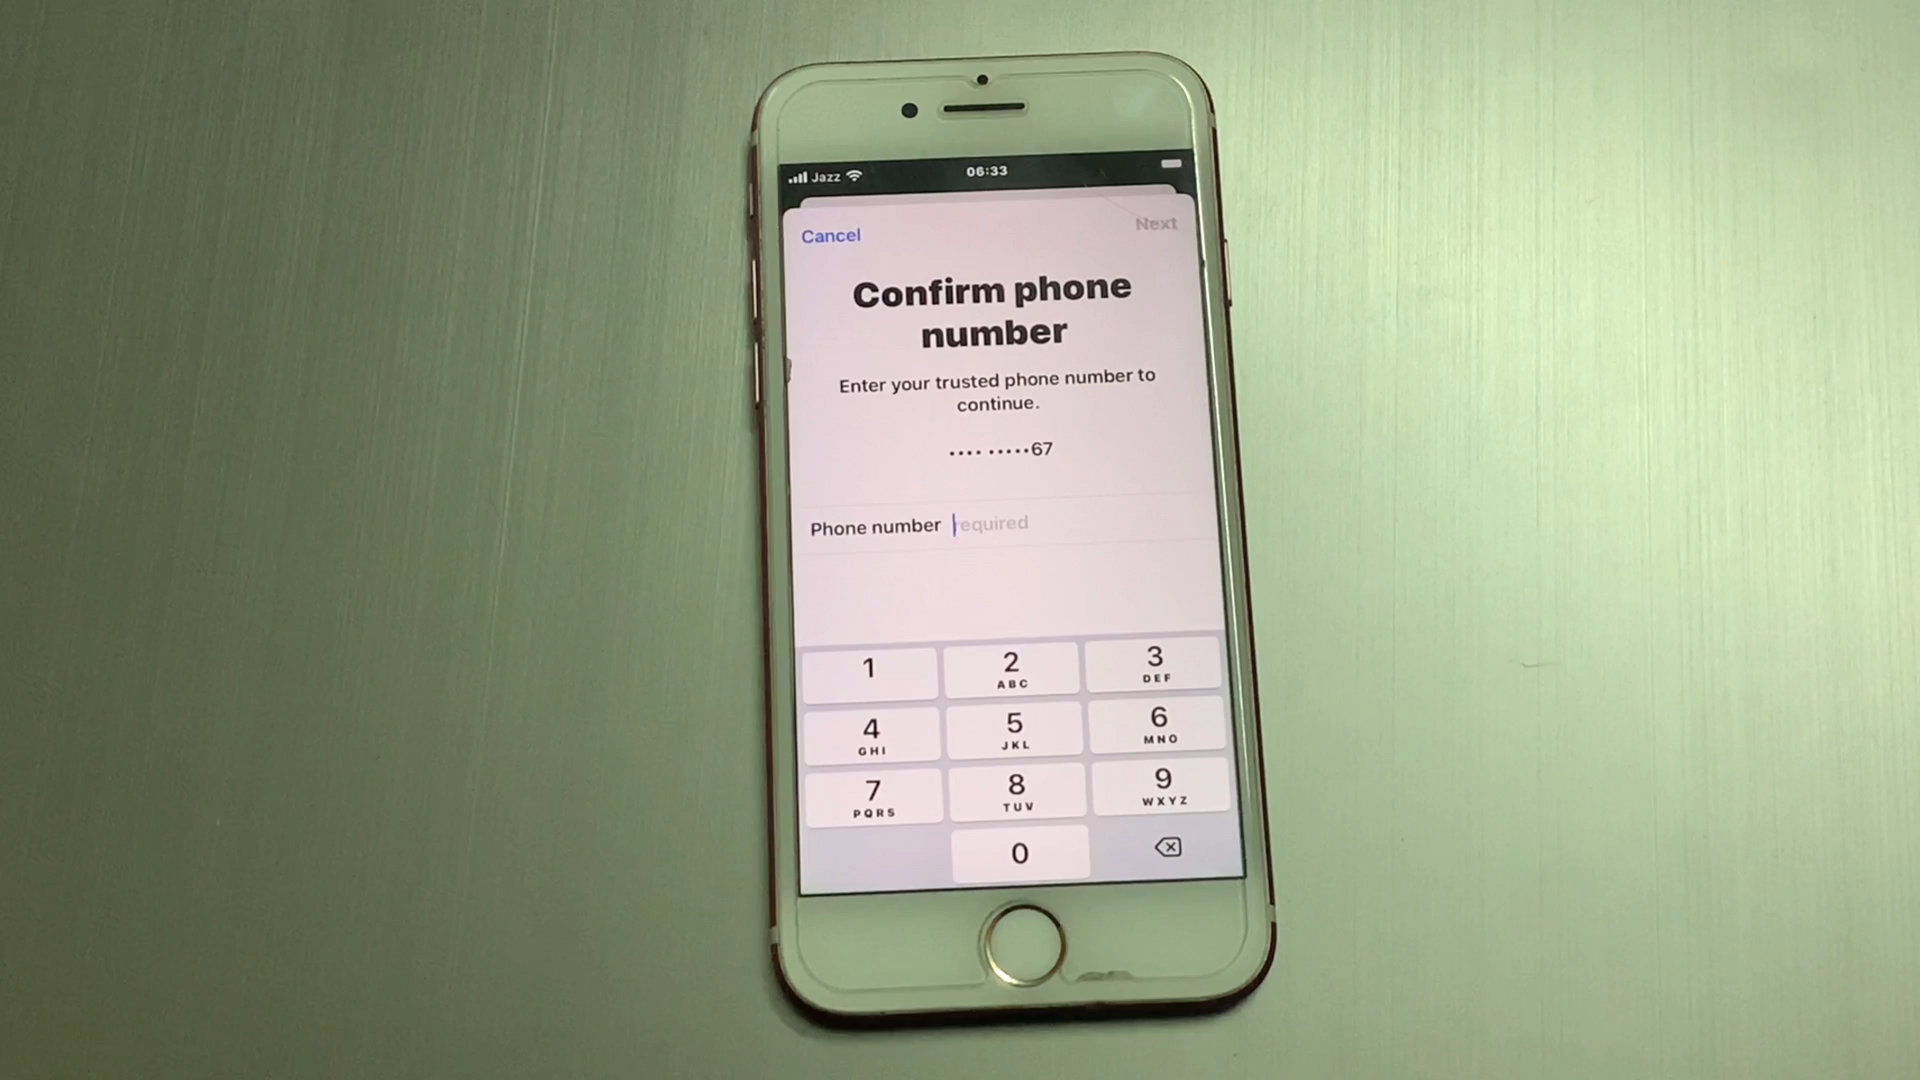 Jazz 06:33
Cancel Next
Confirm phone
number
Enter your trusted phone number to
continue.
•••• •••••67
Phone number required
1 2 3
ABC DEF
4 5 6
GHI JKL MNO
7 8 9
PQRS TUV WXYZ
0